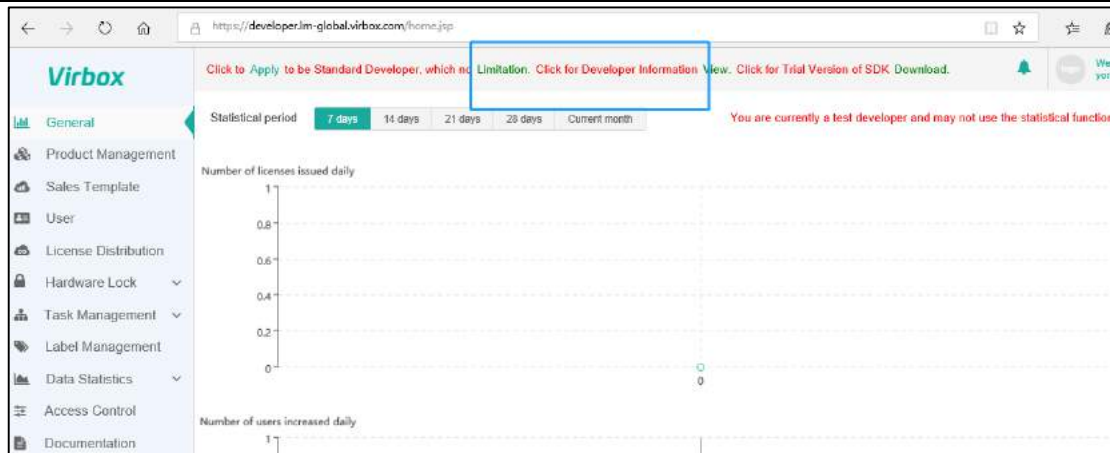 https://developer.lm-global.virbox.com/home.jsp
Virbox
Click to Apply to be Standard Developer, which no Limitation. Click for Developer Information View. Click for Trial Version of SDK Download.
We
General
Statistical period 7 days 14 days 21 days 28 days Current month
You are currently a test developer and may not use the statistical function
Product Management
Number of licenses issued daily
Sales Template
User
License Distribution
Hardware Lock
Task Management
Label Management
Data Statistics
Access Control
Documentation
1
0.8
0.6
0.4
0.2
0
0
Number of users increased daily
1